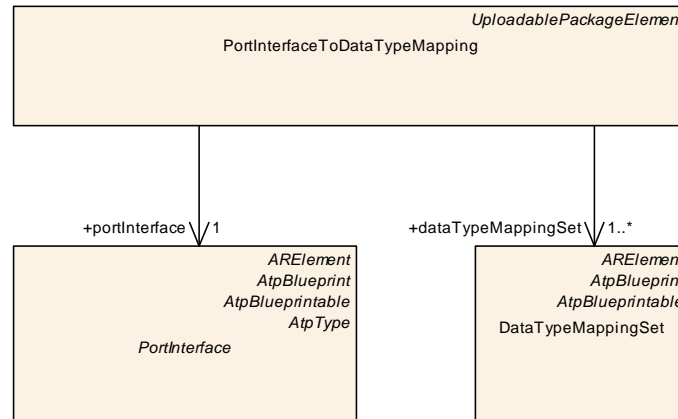 UploadablePackageElemen
PortInterfaceToDataTypeMapping
+portInterface 1
+dataTypeMappingSet 1..*
ARElement
AtpBlueprint
AtpBlueprintable
AtpType
PortInterface
ARElemen
AtpBlueprin
AtpBlueprintable
DataTypeMappingSet